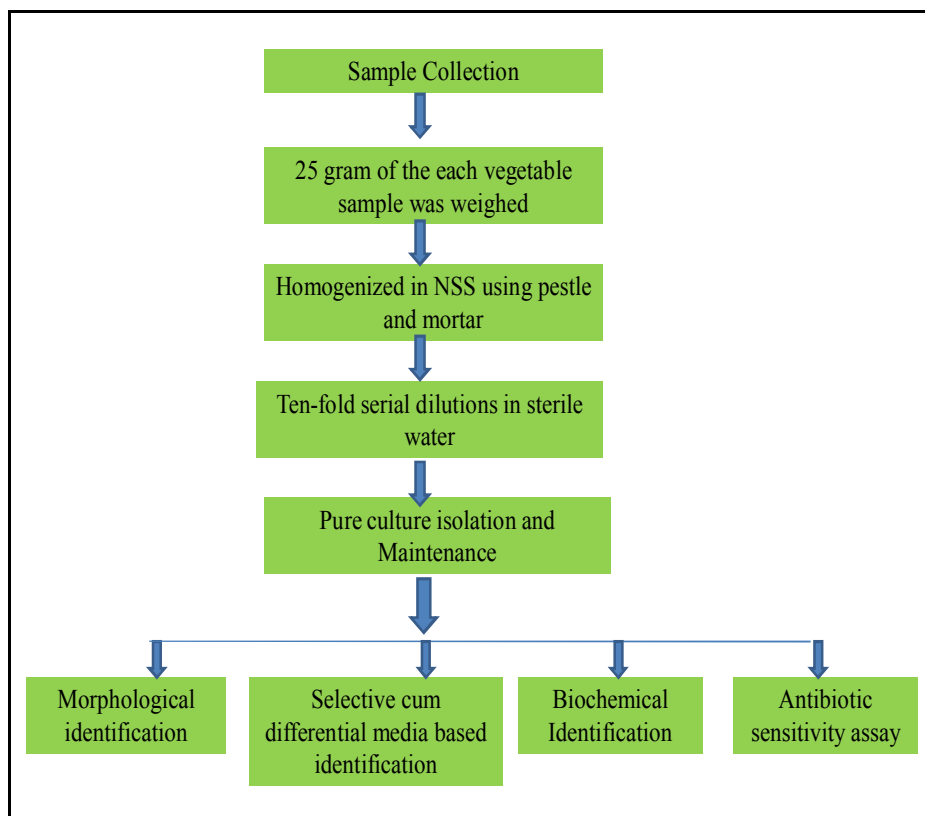 Sample Collection
25 gram of the each vegetable
sample was weighed
Homogenized in NSS using pestle
and mortar
Ten-fold serial dilutions in sterile
water
Pure culture isolation and
Maintenance
Morphological
identification
Selective cum
differential media based
identification
Biochemical
Identification
Antibiotic
sensitivity assay